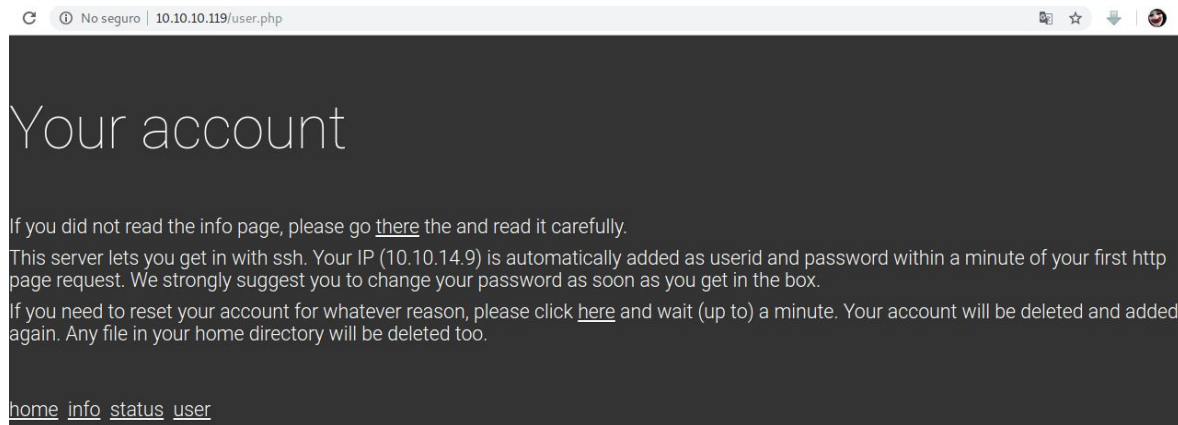 No seguro | 10.10.10.119/user.php
Your account
If you did not read the info page, please go there the and read it carefully.
This server lets you get in with ssh. Your IP (10.10.14.9) is automatically added as userid and password within a minute of your first http
page request. We strongly suggest you to change your password as soon as you get in the box.
If you need to reset your account for whatever reason, please click here and wait (up to) a minute. Your account will be deleted and added
again. Any file in your home directory will be deleted too.
home info status user